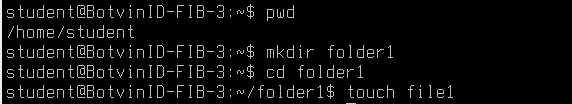 student@BotvinID-FIB-3:~$ pwd
/home/student
student@BotvinID-FIB-3:~$ mkdir folder1
student@BotvinID-FIB-3:~$ cd folder1
student@BotvinID-FIB-3:~/folder1$ touch file1